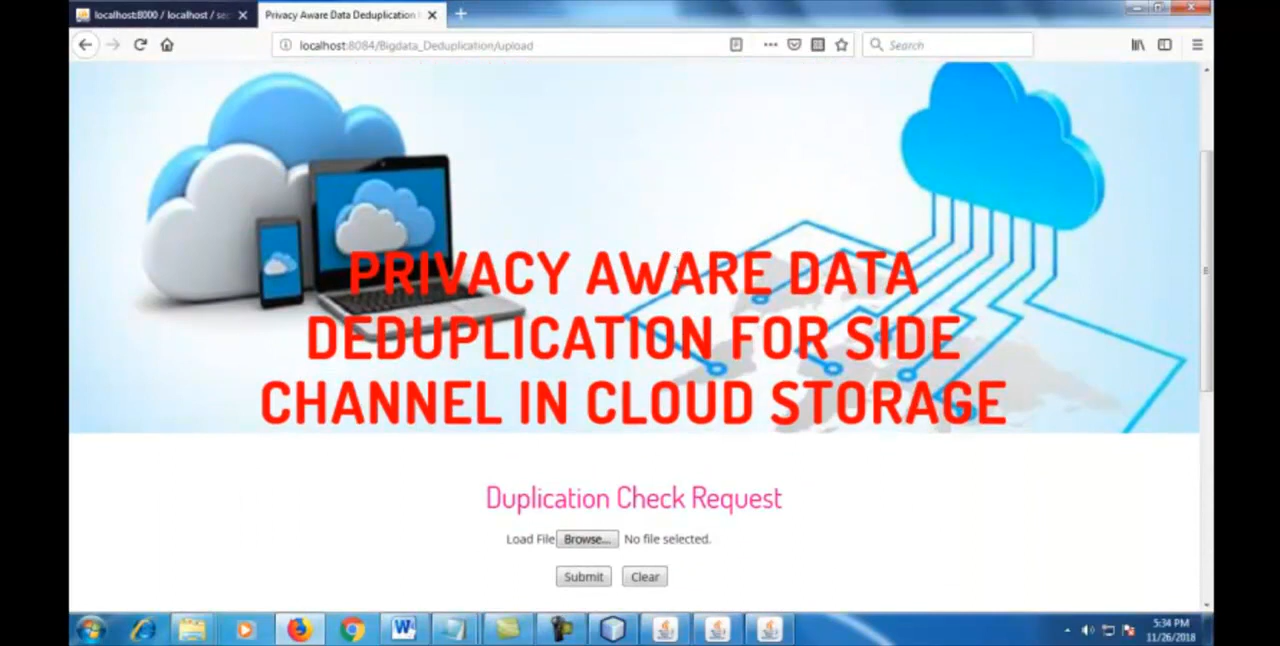 localhost:8000 / localhost / se
Privacy Aware Data Deduplication
localhost:8084/Bigdata_Deduplication/upload
Search
PRIVACY AWARE DATA
DEDUPLICATION FOR SIDE
CHANNEL IN CLOUD STORAGE
Duplication Check Request
Load File Browse... No file selected.
Submit Clear
5:34 PM
11/26/2018